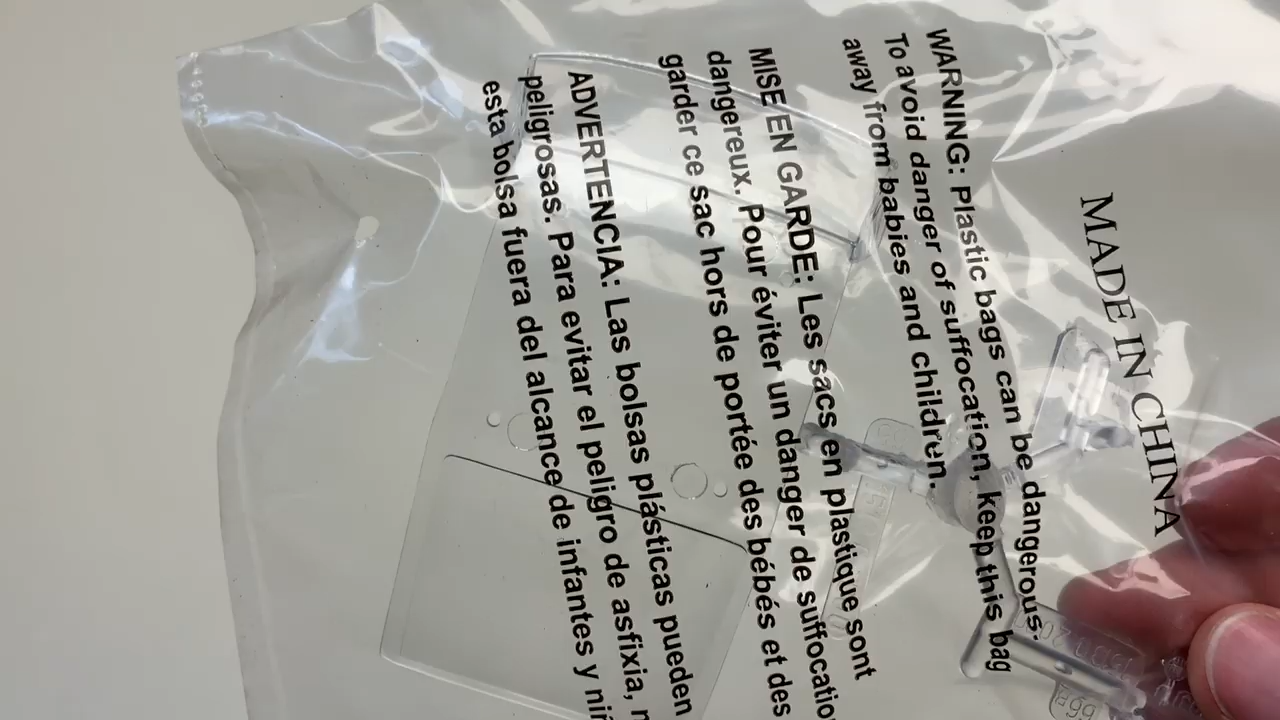 MADE IN CHINA
WARNING: Plastic bags can be dangerous.
To avoid danger of suffocation, keep this bag
away from babies and children.
MISE EN GARDE: Les sacs en plastique sont
dangereux. Pour éviter un danger de suffocatio
garder ce sac hors de portée des bébés et des
ADVERTENCIA: Las bolsas plásticas pueden
peligrosas. Para evitar el peligro de asfixia, m
esta bolsa fuera del alcance de infantes y niñ